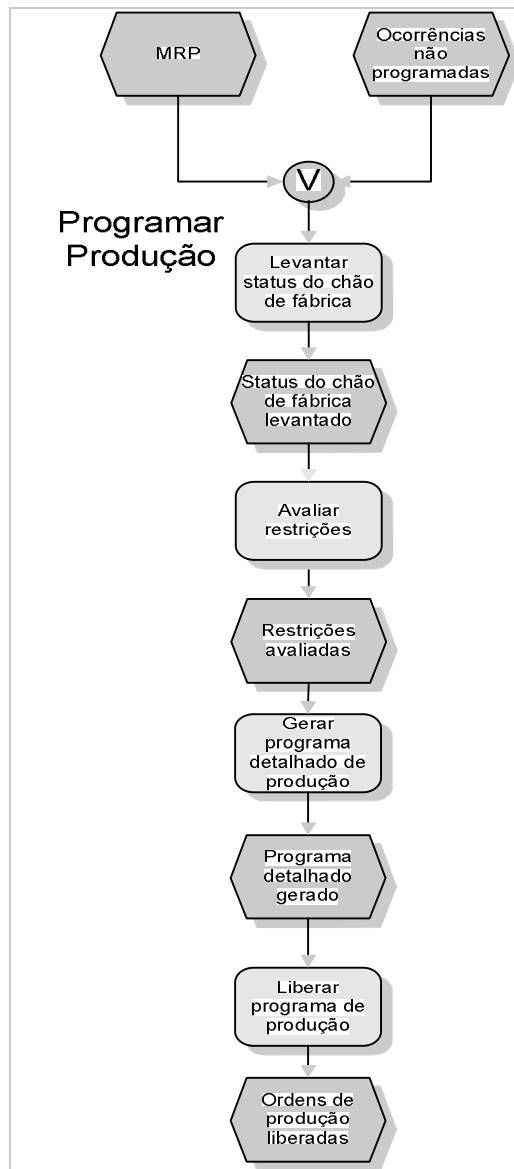 MRP
Ocorrências
não
programadas
V
Programar
Produção
Levantar
status do chão
de fábrica
Status do chão
de fábrica
levantado
Avaliar
restrições
Restrições
avaliadas
Gerar
programa
detalhado de
produção
Programa
detalhado
gerado
Liberar
programa de
produção
Ordens de
produção
liberadas